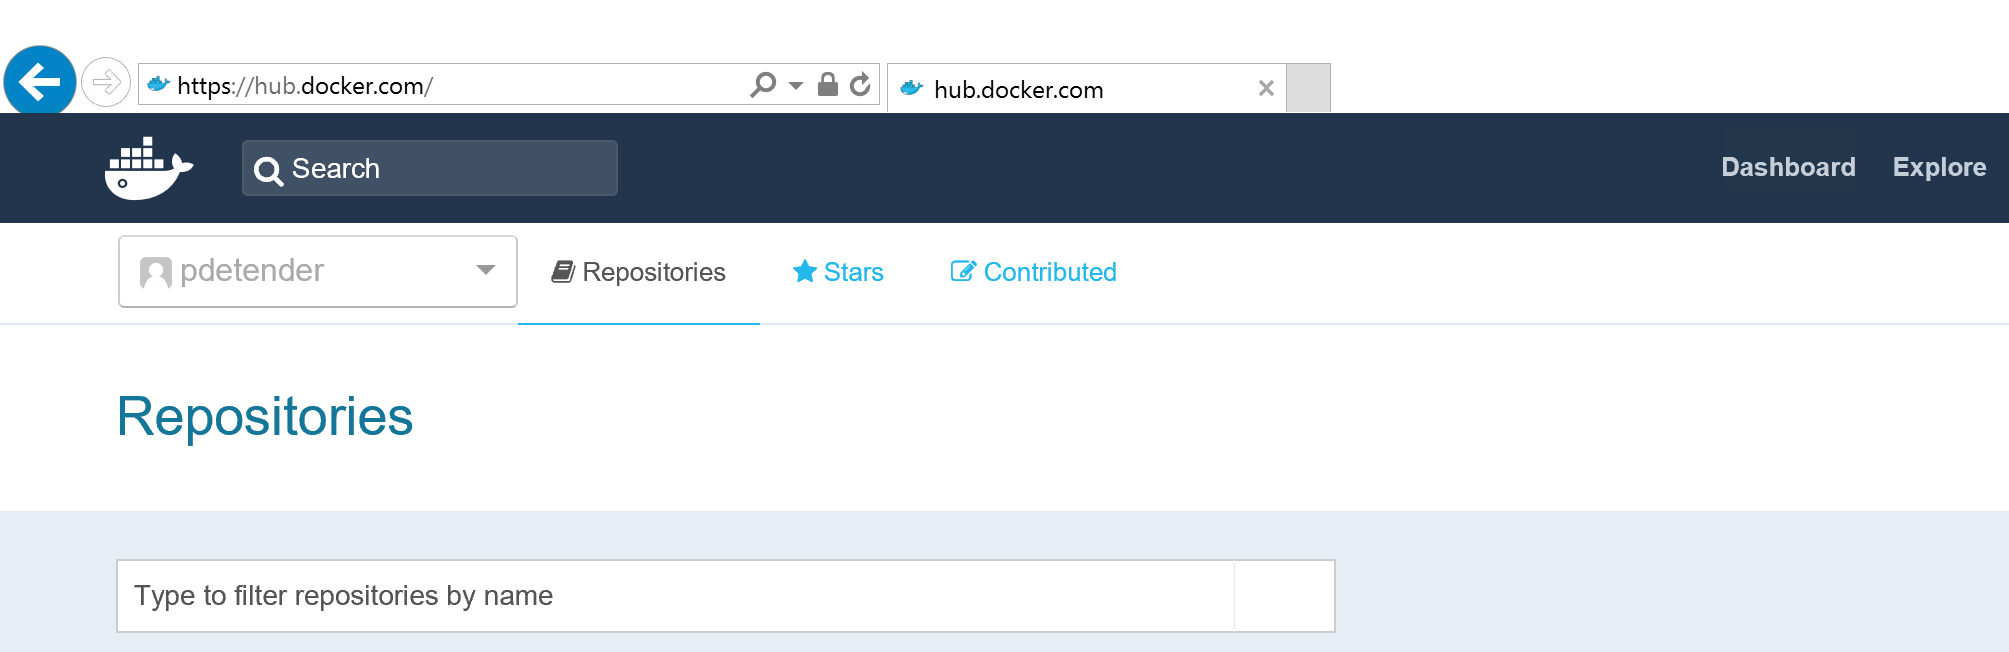 https://hub.docker.com/
hub.docker.com
Search
Dashboard
Explore
pdetender
Repositories
Stars
Contributed
Repositories
Type to filter repositories by name